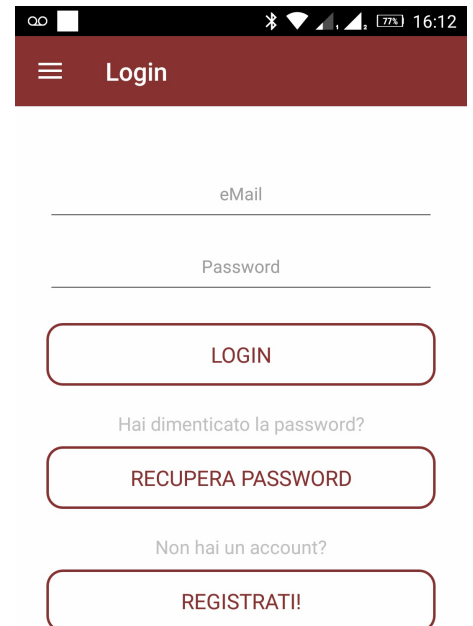 77% 16:12
Login
eMail
Password
LOGIN
Hai dimenticato la password?
RECUPERA PASSWORD
Non hai un account?
REGISTRATI!